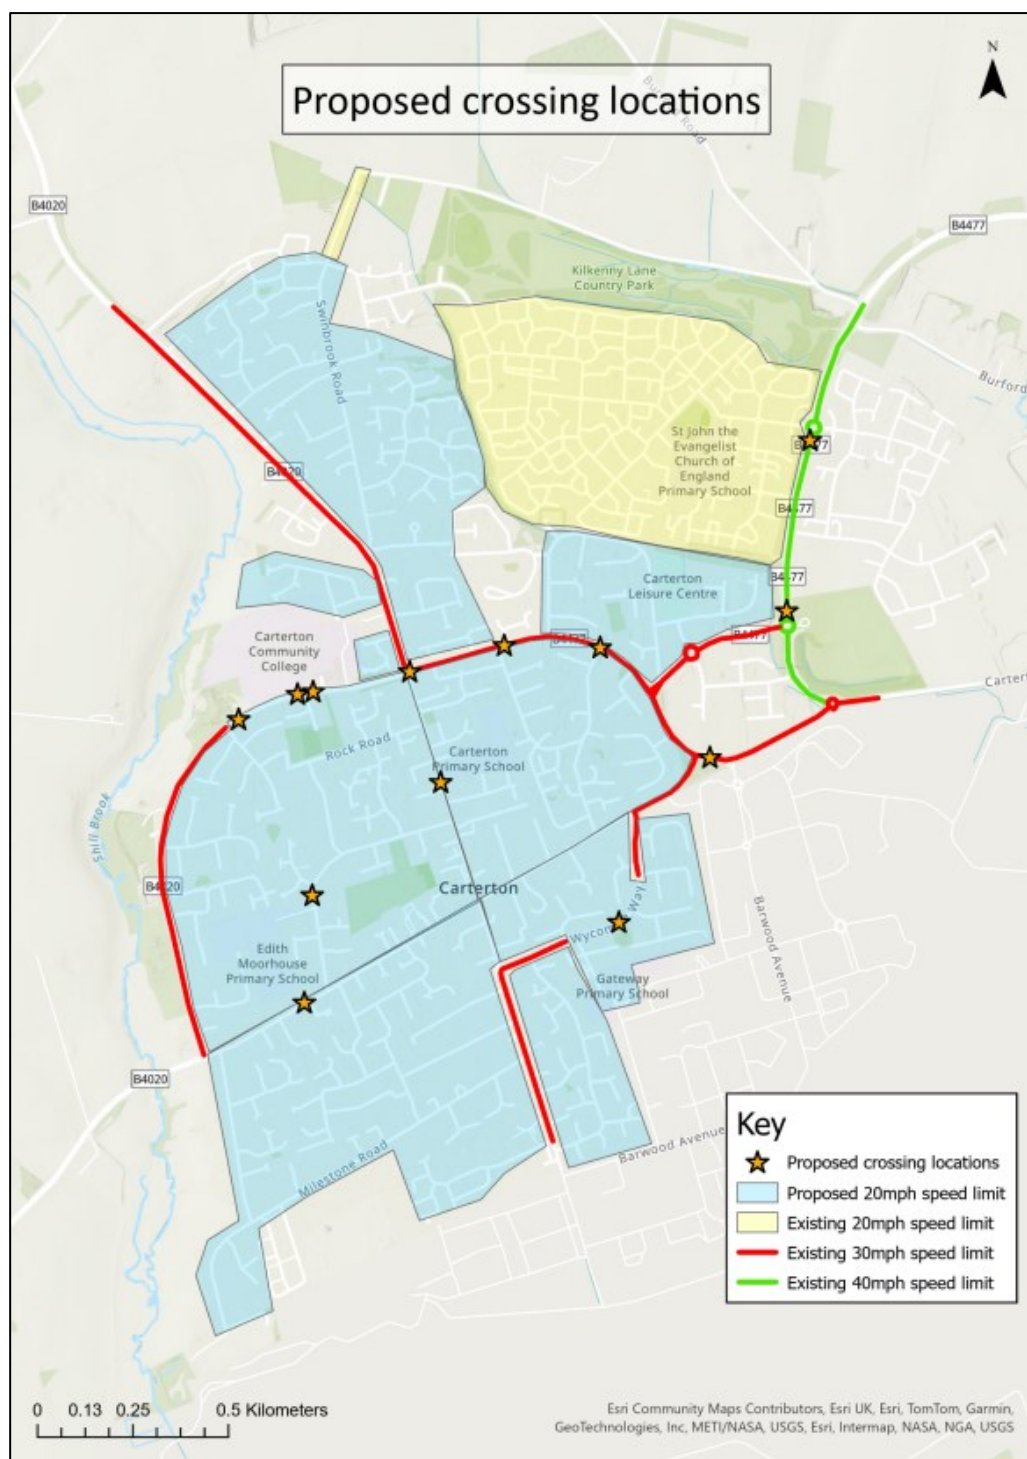 N
Proposed crossing locations
B4020
B4477
Kilkenny Lane
Country Park
Swinbrook Road
Burford
St John the
Evangelist
Church of
England
Primary School
B4477
B4477
Carterton
Leisure Centre
Carterton
Community
College
Rock Road
Carterton
Primary School
Shill Brook
Carterton
Way
Edith
Moorhouse
Primary School
Gateway
Primary School
Barwood Avenue
B4020
Barwood Avenue
Milestone Road
Key
Proposed crossing locations
Proposed 20mph speed limit
Existing 20mph speed limit
Existing 30mph speed limit
Existing 40mph speed limit
0 0.13 0.25 0.5 Kilometers
Esri Community Maps Contributors, Esri UK, Esri, TomTom, Garmin,
GeoTechnologies, Inc, METI/NASA, USGS, Esri, Intermap, NASA, NGA, USGS